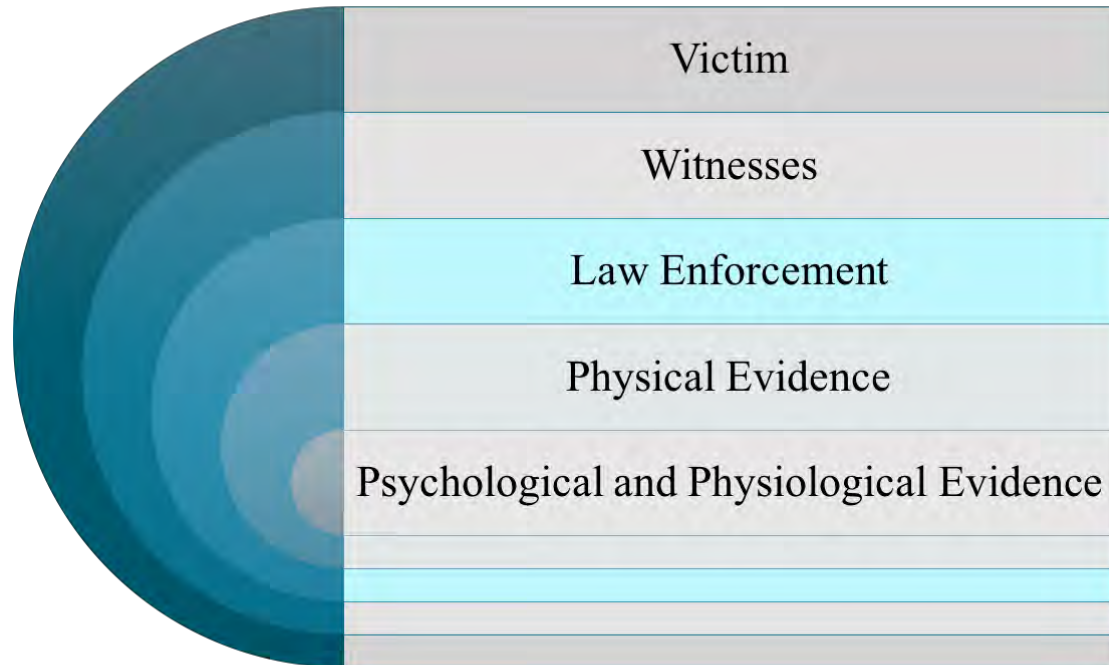 Victim
Witnesses
Law Enforcement
Physical Evidence
Psychological and Physiological Evidence